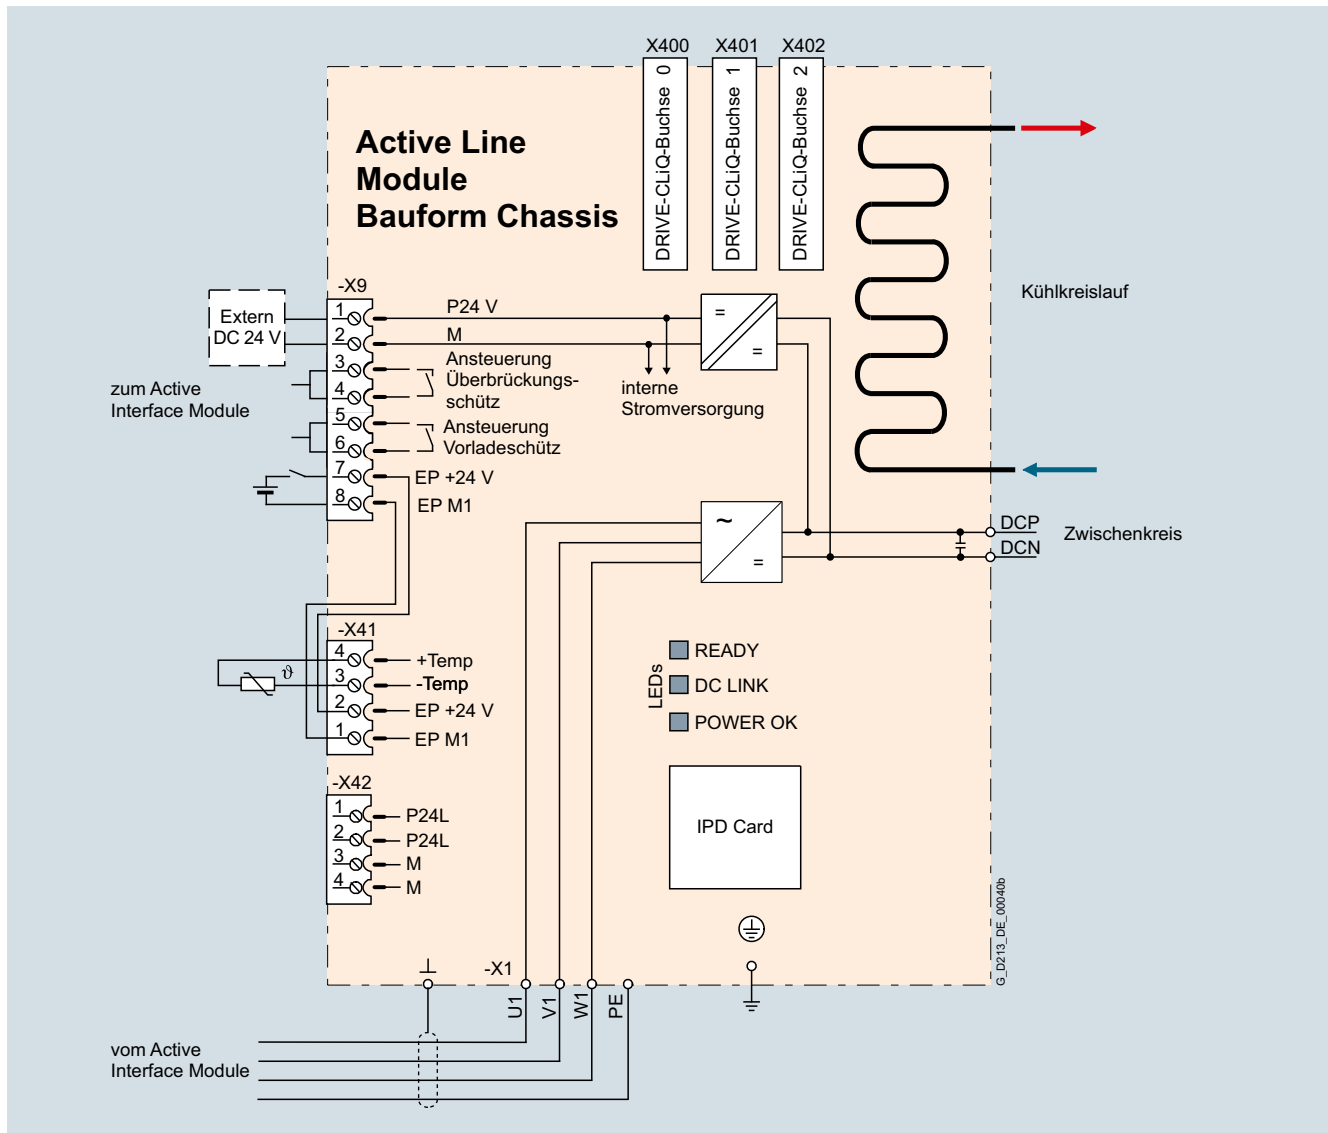 X400 X401 X402
DRIVE-CLiQ-Buchse 0
DRIVE-CLiQ-Buchse 1
DRIVE-CLiQ-Buchse 2
Active Line
Module
Bauform Chassis
Kühlkreislauf
-X9
Extern
DC 24 V
1
2
3
4
5
6
7
8
P24 V
M
Ansteuerung
Überbrückungs-
schütz
Ansteuerung
Vorladeschütz
EP +24 V
EP M1
zum Active
Interface Module
=
=
interne
Stromversorgung
~
=
DCP
DCN
Zwischenkreis
-X41
ϑ
4 +Temp
3 -Temp
2 EP +24 V
1 EP M1
LEDs
READY
DC LINK
POWER OK
-X42
1 P24L
2 P24L
3 M
4 M
IPD Card
G_D213_DE_00040b
-X1
U1
V1
W1
PE
vom Active
Interface Module